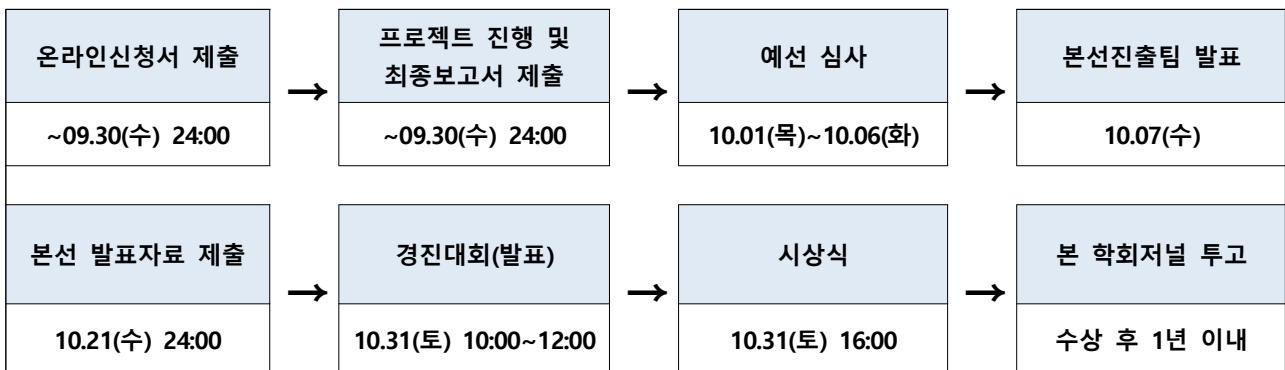 온라인신청서 제출
~09.30(수) 24:00
→
프로젝트 진행 및
최종보고서 제출
~09.30(수) 24:00
→
예선 심사
10.01(목)~10.06(화)
→
본선진출팀 발표
10.07(수)
본선 발표자료 제출
10.21(수) 24:00
→
경진대회(발표)
10.31(토) 10:00~12:00
→
시상식
10.31(토) 16:00
→
본 학회저널 투고
수상 후 1년 이내